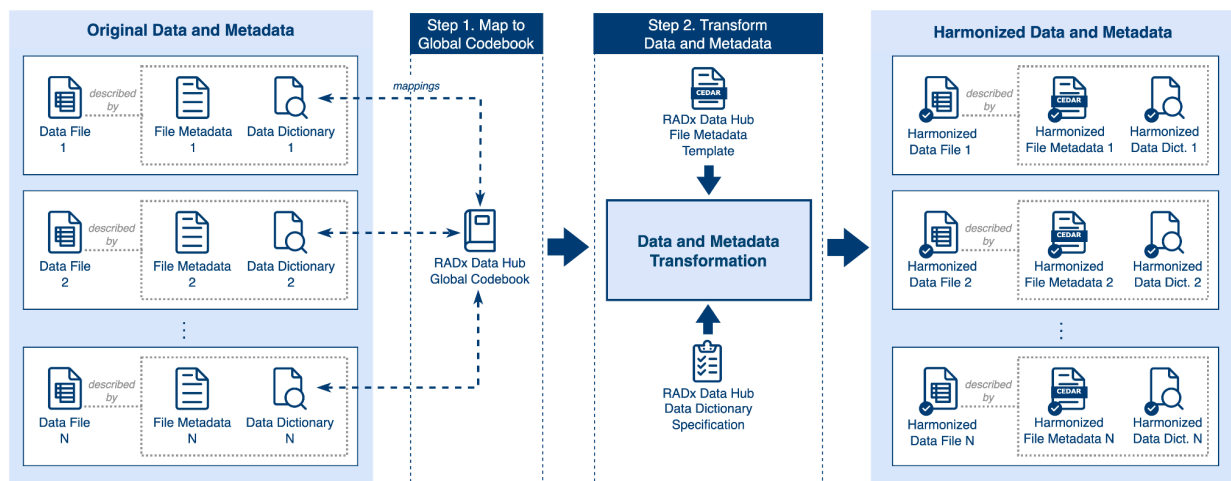 Original Data and Metadata
described
by
Data File
1
File Metadata
1
Data Dictionary
1
described
by
Data File
2
File Metadata
2
Data Dictionary
2
⋮
described
by
Data File
N
File Metadata
N
Data Dictionary
N
Step 1. Map to
Global Codebook
mappings
RADx Data Hub
Global Codebook
Step 2. Transform
Data and Metadata
CEDAR
RADx Data Hub
File Metadata
Template
Data and Metadata
Transformation
RADx Data Hub
Data Dictionary
Specification
Harmonized Data and Metadata
described
by
CEDAR
Harmonized
Data File 1
Harmonized
File Metadata 1
Harmonized
Data Dict. 1
described
by
CEDAR
Harmonized
Data File 2
Harmonized
File Metadata 2
Harmonized
Data Dict. 2
⋮
described
by
CEDAR
Harmonized
Data File N
Harmonized
File Metadata N
Harmonized
Data Dict. N